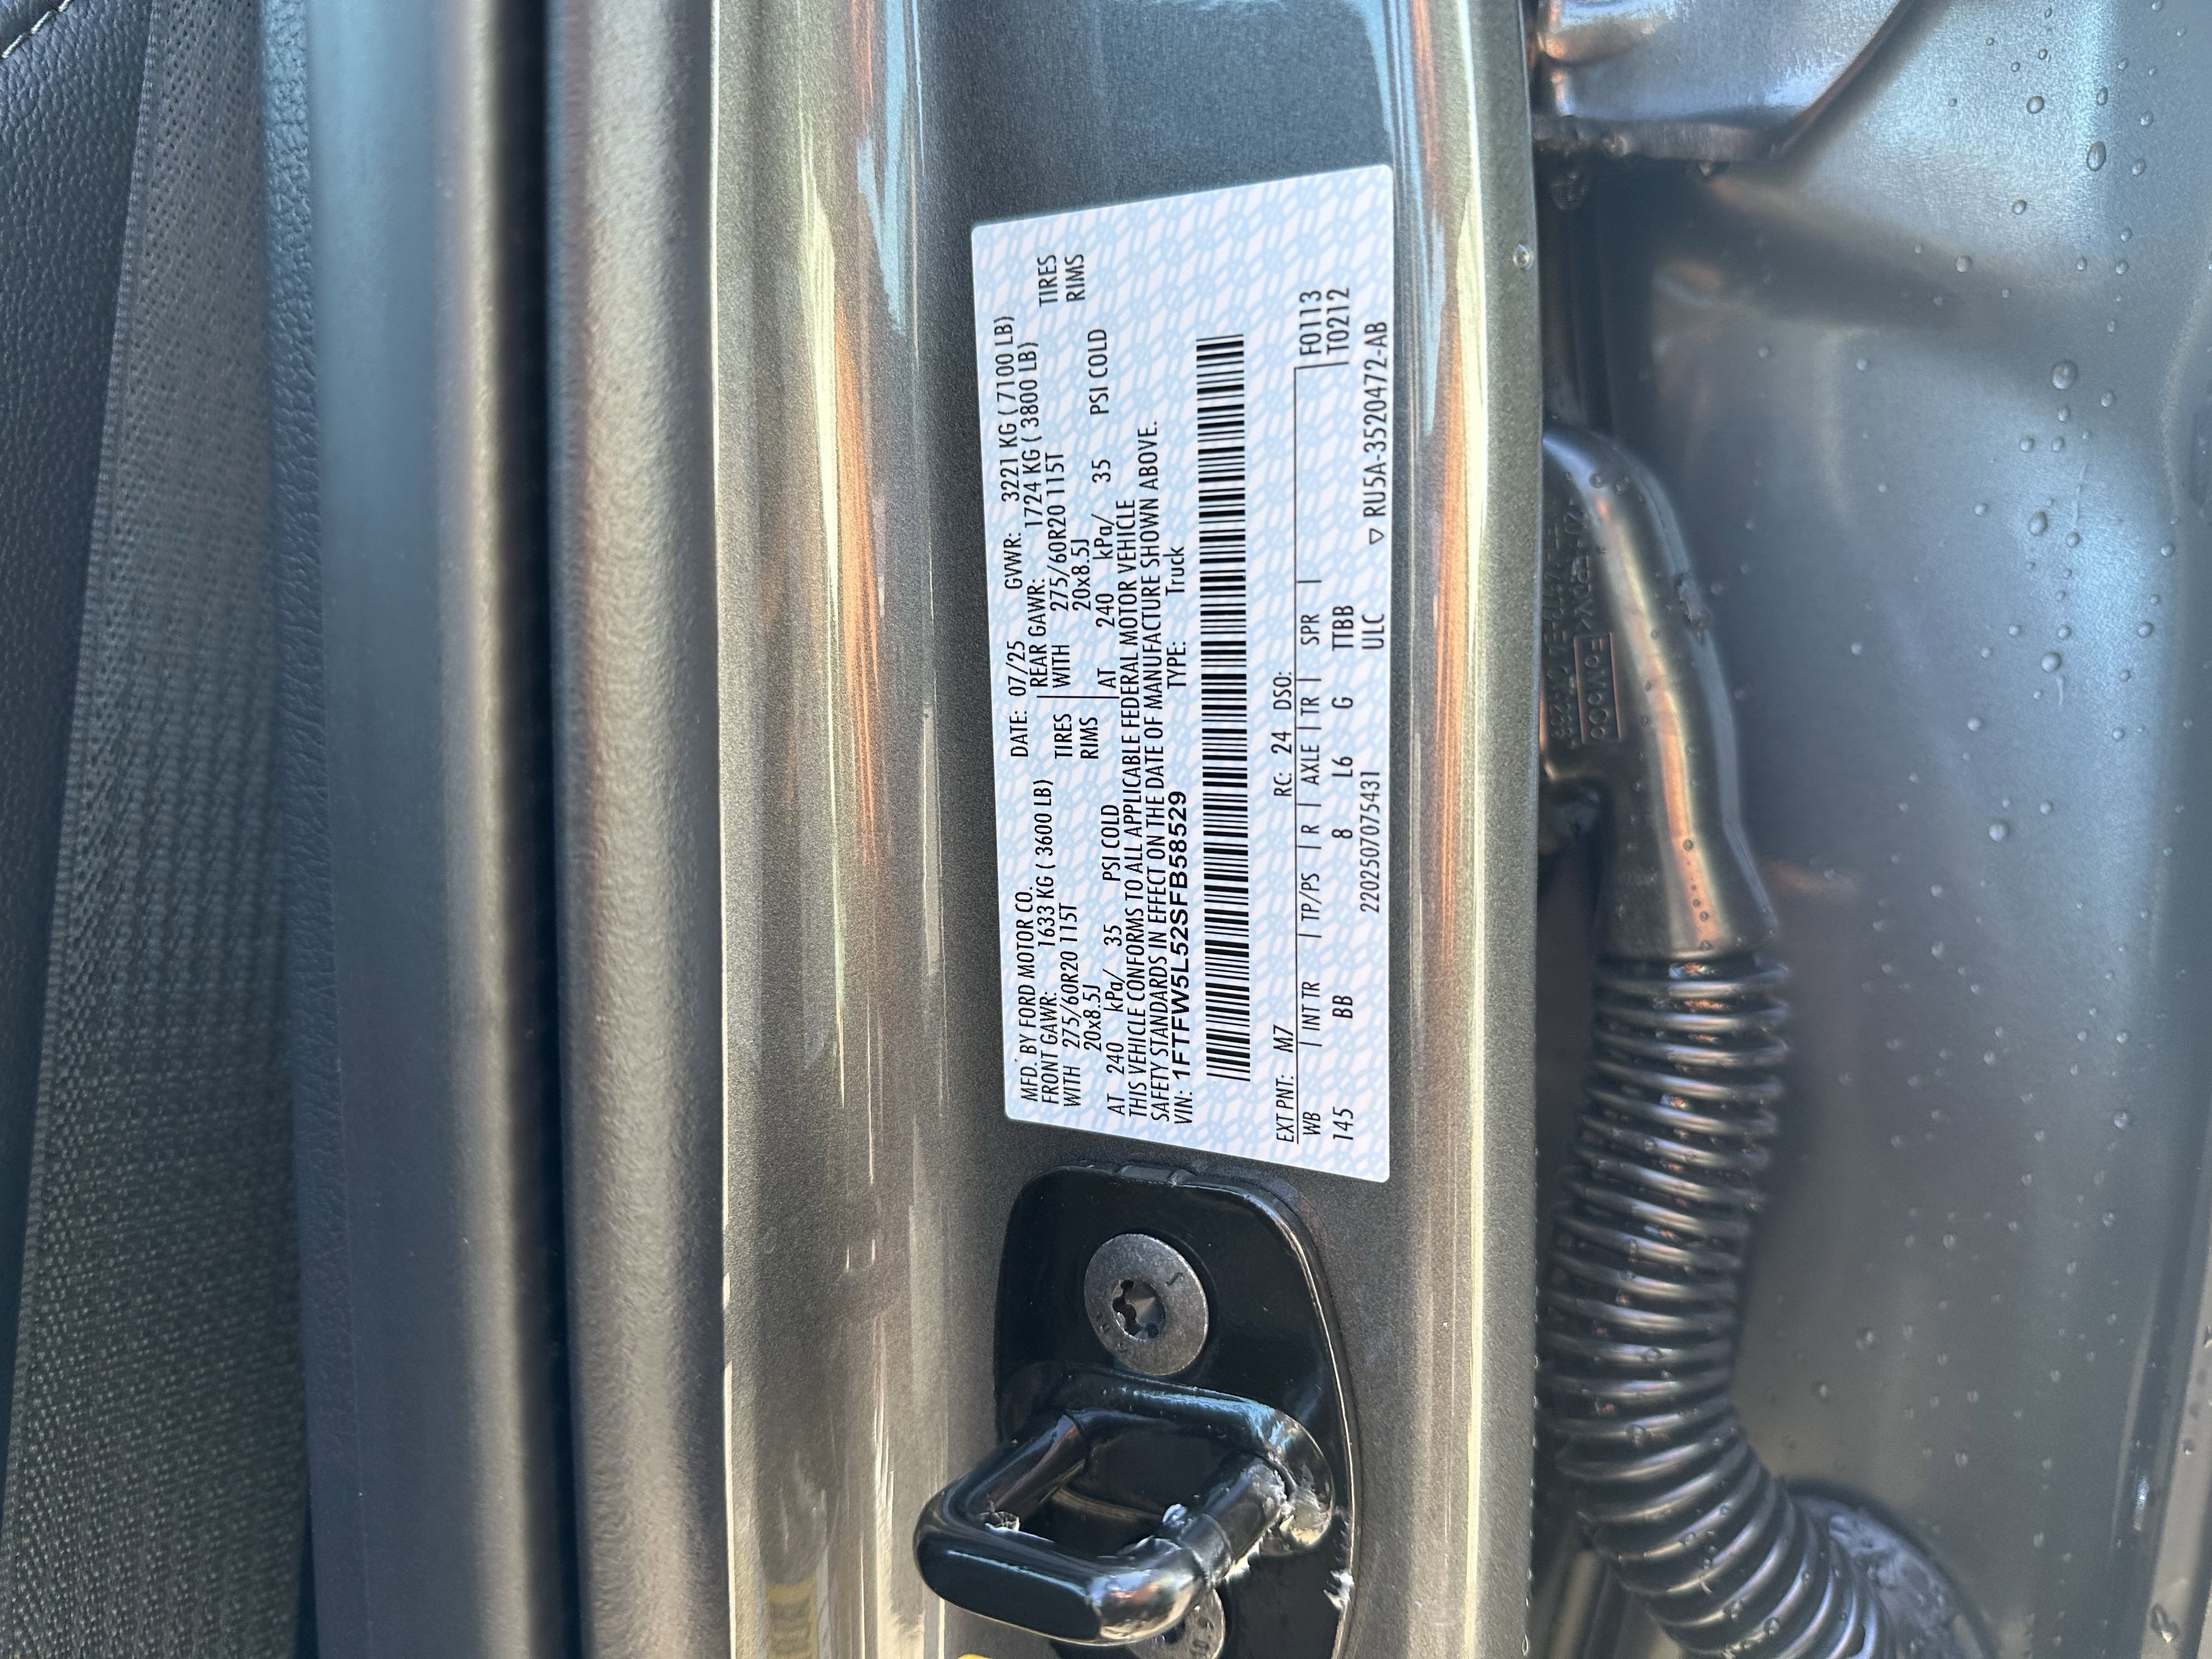 MFD. BY FORD MOTOR CO. DATE: 07/25 GVWR: 3221 KG ( 7100 LB)
FRONT GAWR: 1633 KG ( 3600 LB) REAR GAWR: 1724 KG ( 3800 LB)
WITH 275/60R20 115T TIRES WITH 275/60R20 115T TIRES
20x8.5J RIMS 20x8.5J RIMS
AT 240 kPa/ 35 PSI COLD AT 240 kPa/ 35 PSI COLD
THIS VEHICLE CONFORMS TO ALL APPLICABLE FEDERAL MOTOR VEHICLE
SAFETY STANDARDS IN EFFECT ON THE DATE OF MANUFACTURE SHOWN ABOVE.
VIN: 1FTFW5L52SFB58529 TYPE: Truck
EXT PNT: M7 RC: 24 DSO:
WB | INT TR | TP/PS | R | AXLE | TR | SPR | F0113
145 BB 8 L6 G TTBB T0212
2202507075431 ULC ▽ RU5A-3520472-AB